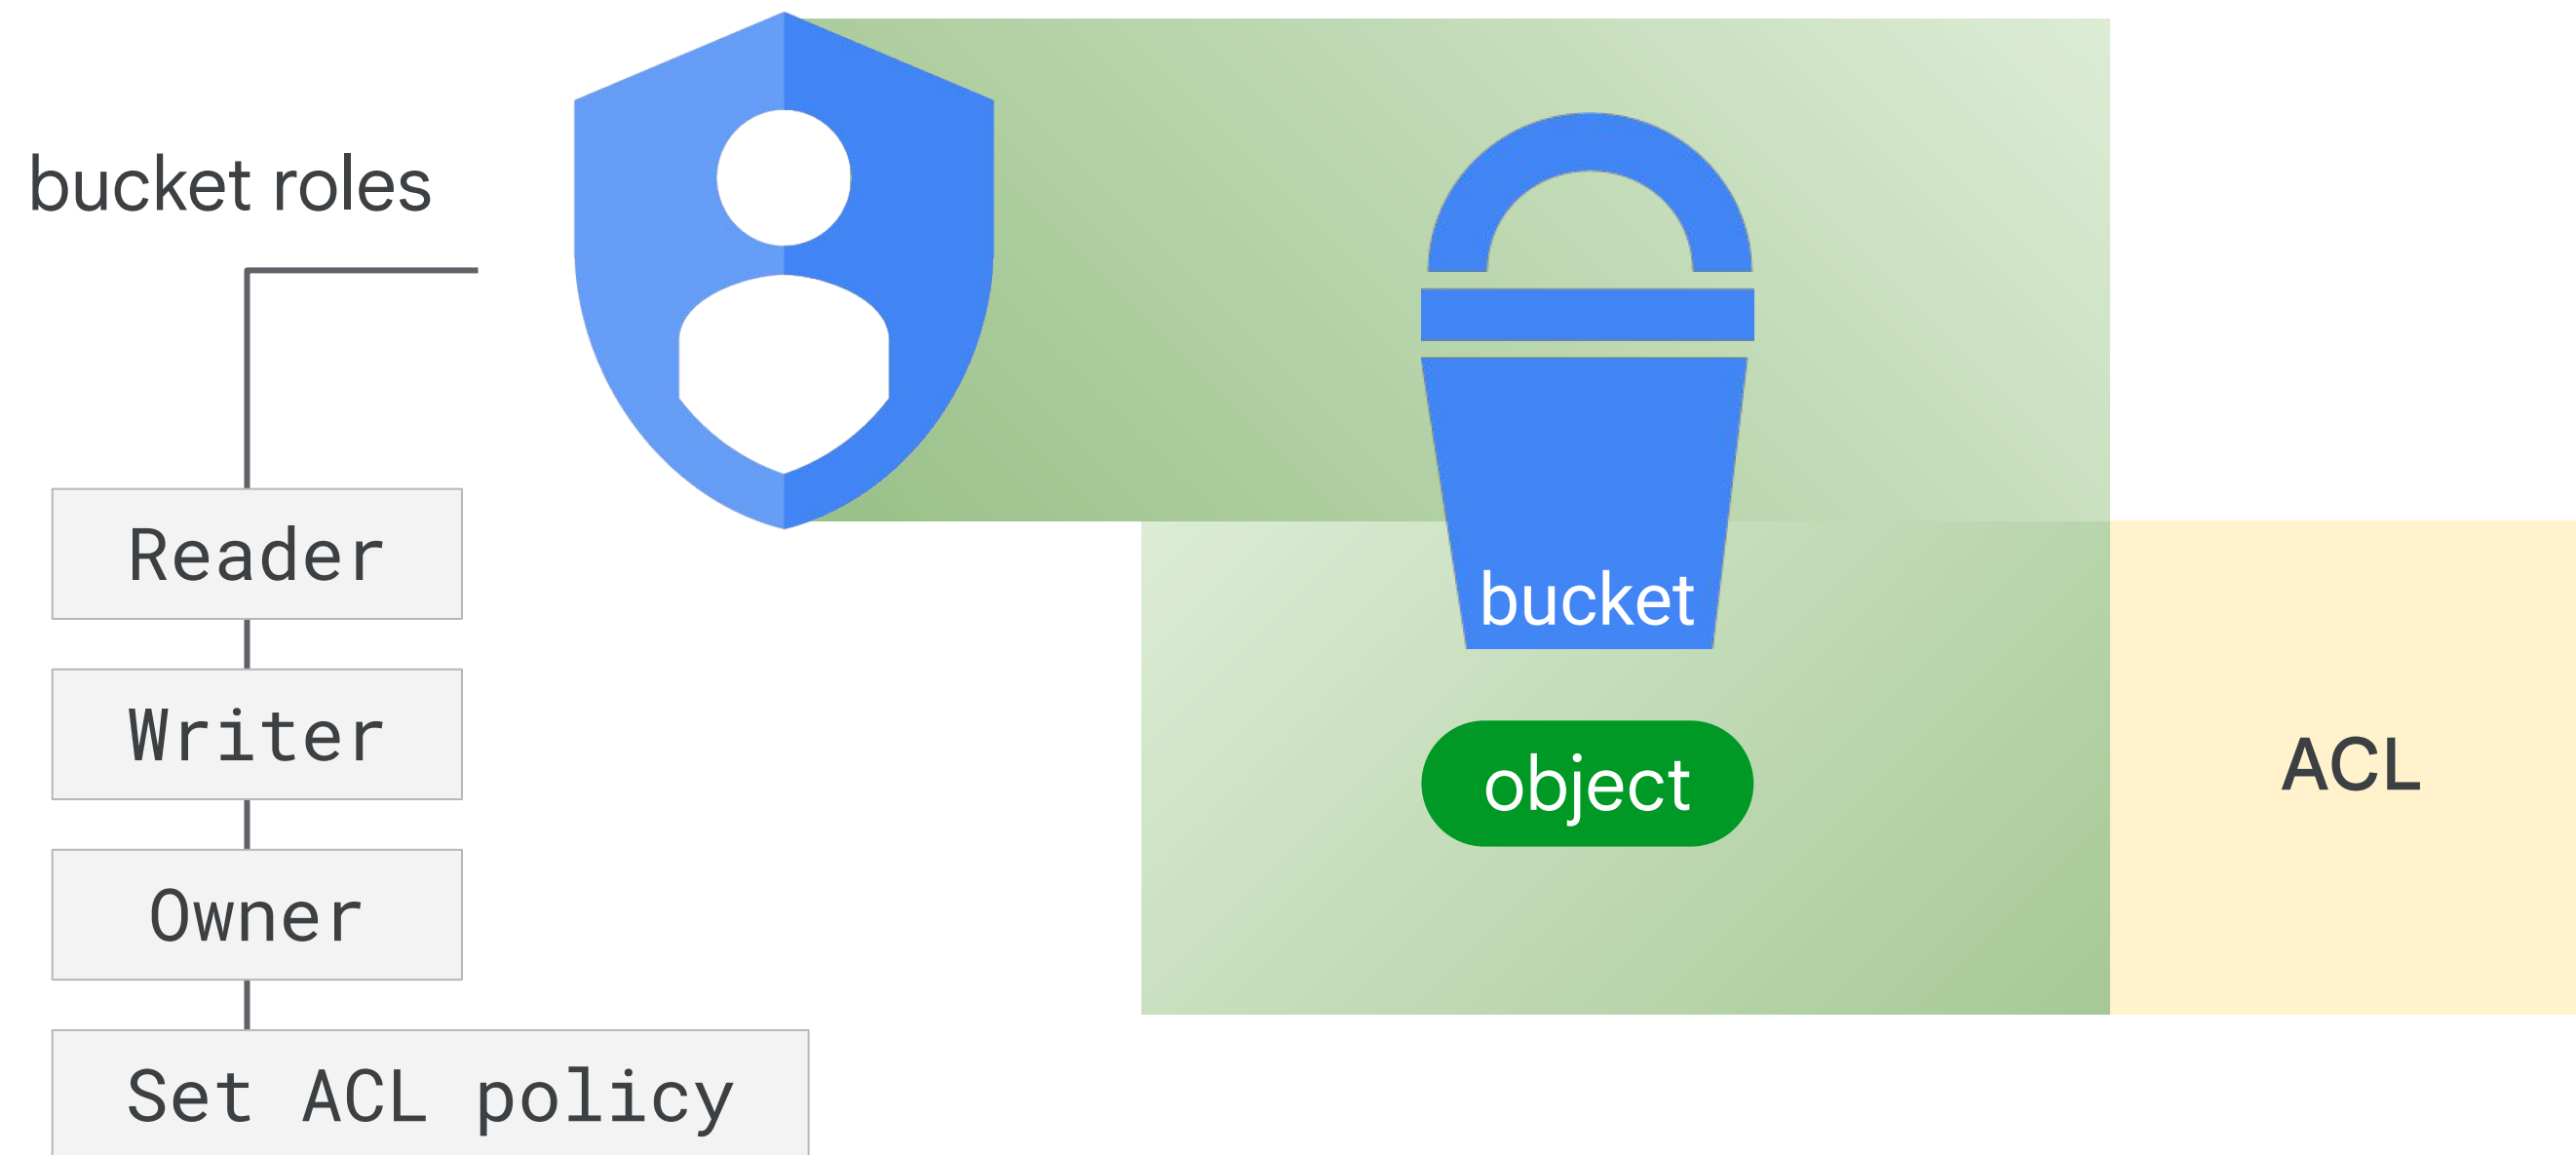 bucket roles
Reader
Writer
Owner
Set ACL policy
bucket
object
ACL